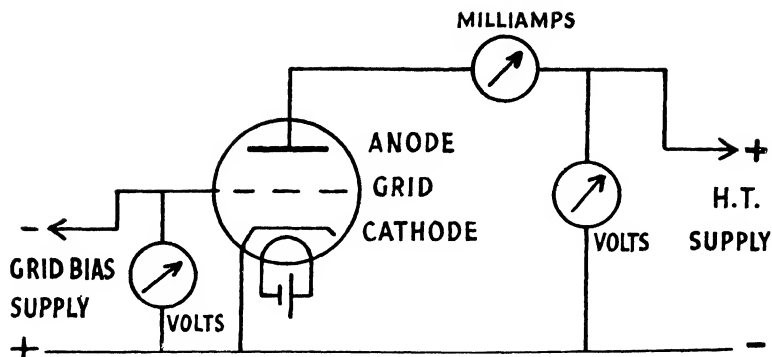 MILLIAMPS
ANODE
GRID
CATHODE
-
GRID BIAS
SUPPLY
+
VOLTS
VOLTS
+
H.T.
SUPPLY
-